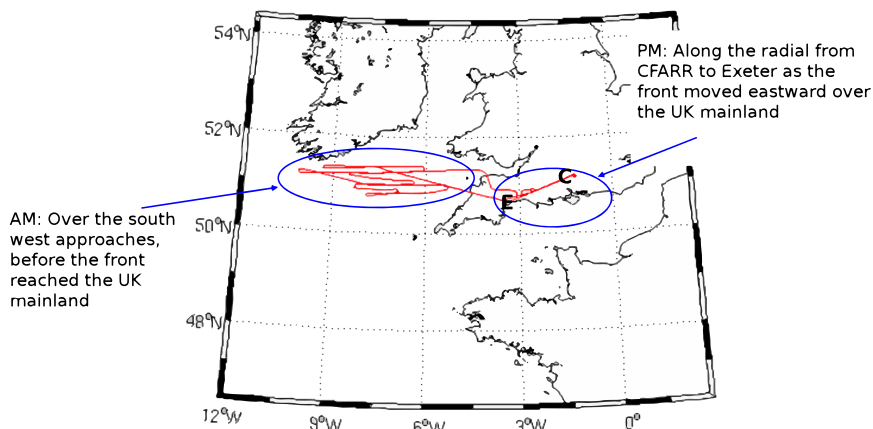 54°N
PM: Along the radial from
CFARR to Exeter as the
front moved eastward over
the UK mainland
52°N
C
E
AM: Over the south
west approaches,
before the front
reached the UK
mainland
50°N
48°N
12°W
9°W
6°W
3°W
0°